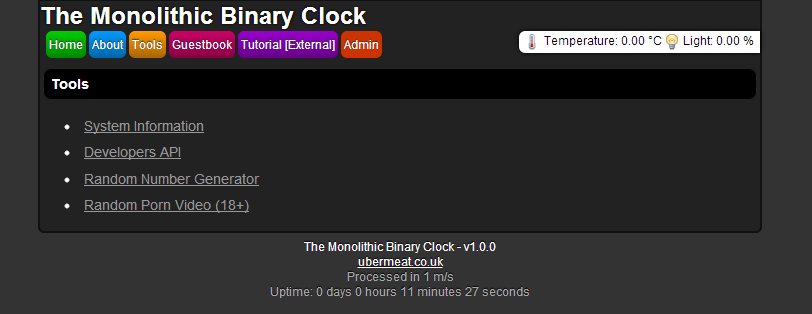 The Monolithic Binary Clock
Home About Tools Guestbook Tutorial [External] Admin
Temperature: 0.00 °C Light: 0.00 %
Tools
System Information
Developers API
Random Number Generator
Random Porn Video (18+)
The Monolithic Binary Clock - v1.0.0
ubermeat.co.uk
Processed in 1 m/s
Uptime: 0 days 0 hours 11 minutes 27 seconds